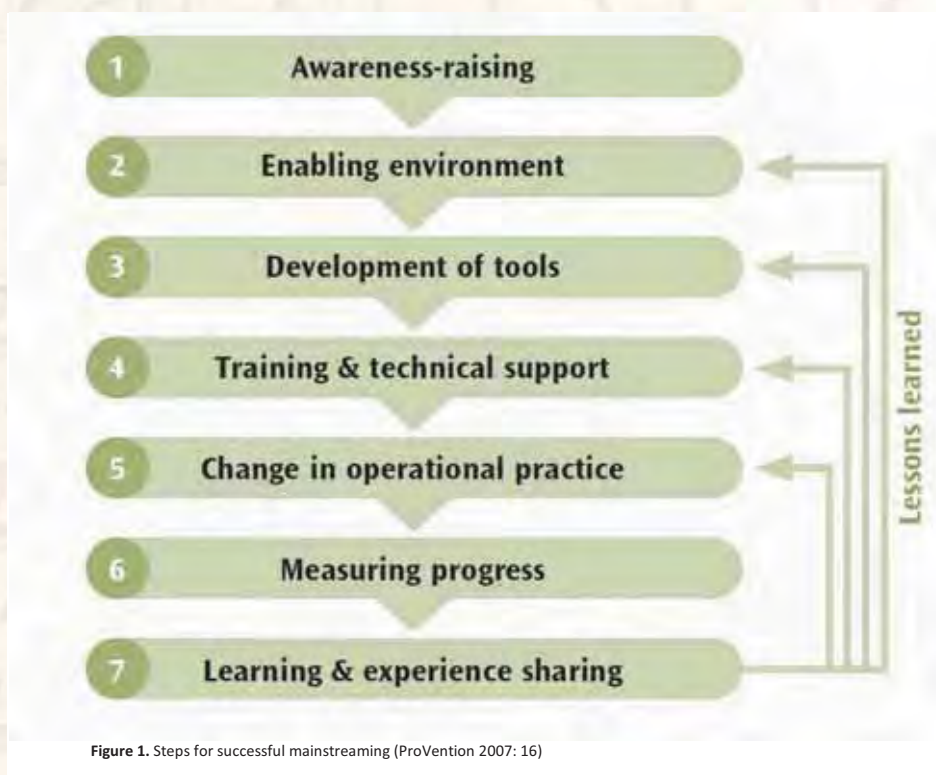 1 Awareness-raising
2 Enabling environment
3 Development of tools
4 Training & technical support
5 Change in operational practice
6 Measuring progress
7 Learning & experience sharing
Lessons learned
Figure 1. Steps for successful mainstreaming (ProVention 2007: 16)